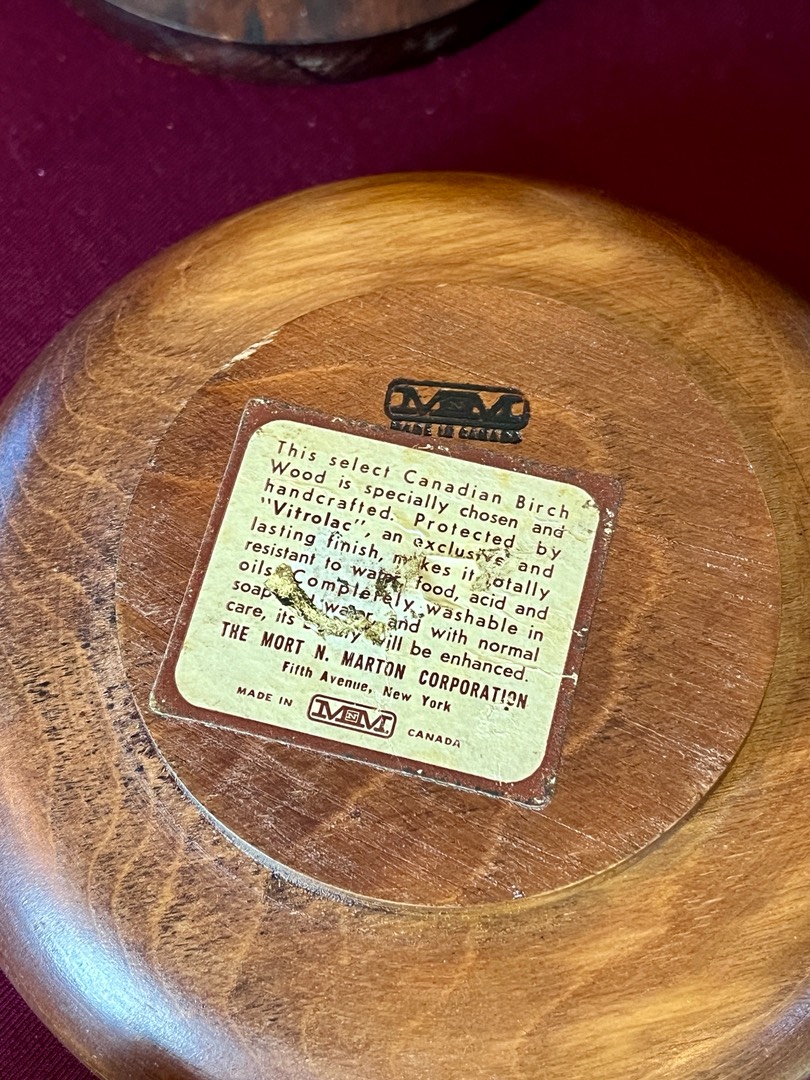 MNM
MADE IN CANADA
This select Canadian Birch
Wood is specially chosen and
handcrafted. Protected by
"Vitrolac", an exclusive and
lasting finish, makes it totally
resistant to water, food, acid and
oils. Completely washable in
soap and water and with normal
care, its will be enhanced.
THE MORT N. MARTON CORPORATION
Fifth Avenue, New York
MADE IN MNM CANADA